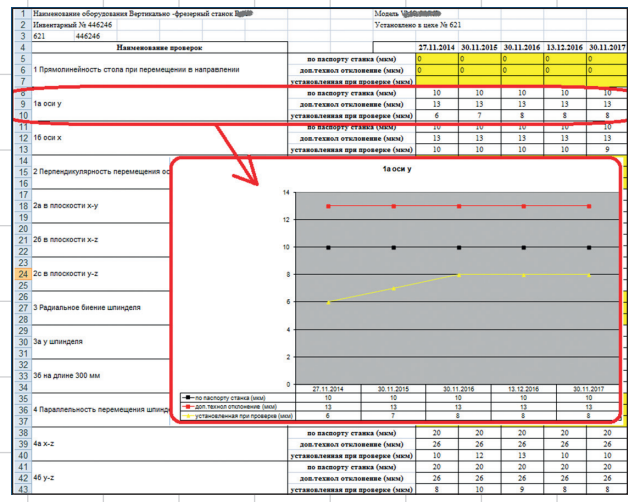 1 Наименование оборудования Вертикально -фрезерный станок Модель
2 Инвентарный № 446246 Установлено в цехе № 621
3 621 446246
4 Наименование проверок 27.11.2014 30.11.2015 30.11.2016 13.12.2016 30.11.2017
5 по паспорту станка (мкм) 0 0 0 0 0
6 1 Прямолинейность стола при перемещении в направлении доп.технол отклонение (мкм) 0 0 0 0 0
7 установленная при проверке (мкм)
8 по паспорту станка (мкм) 10 10 10 10 10
9 1а оси y доп.технол отклонение (мкм) 13 13 13 13 13
10 установленная при проверке (мкм) 6 7 8 8 8
11 по паспорту станка (мкм) 10 10 10 10 10
12 1б оси x доп.технол отклонение (мкм) 13 13 13 13 13
13 установленная при проверке (мкм) 10 10 10 10 9
14
15 2 Перпендикулярность перемещения
16
17
18 2а в плоскости x-y
19
20
21 2б в плоскости x-z
22
23
24 2с в плоскости y-z
25
26
27 3 Радиальное биение шпинделя
28
29
30 3а у шпинделя
31
32
33 3б на длине 300 мм
34
35
36 4 Параллельность перемещения
37
1а оси y
14
12
10
8
6
4
2
0
27.11.2014 30.11.2015 30.11.2016 13.12.2016 30.11.2017
по паспорту станка (мкм) 10 10 10 10 10
доп.технол отклонение (мкм) 13 13 13 13 13
установленная при проверке (мкм) 6 7 8 8 8
38 по паспорту станка (мкм) 20 20 20 20 20
39 4а x-z доп.технол отклонение (мкм) 26 26 26 26 26
40 установленная при проверке (мкм) 10 12 13 10 10
41 по паспорту станка (мкм) 20 20 20 20 20
42 4б y-z доп.технол отклонение (мкм) 26 26 26 26 26
43 установленная при проверке (мкм) 8 10 9 8 8